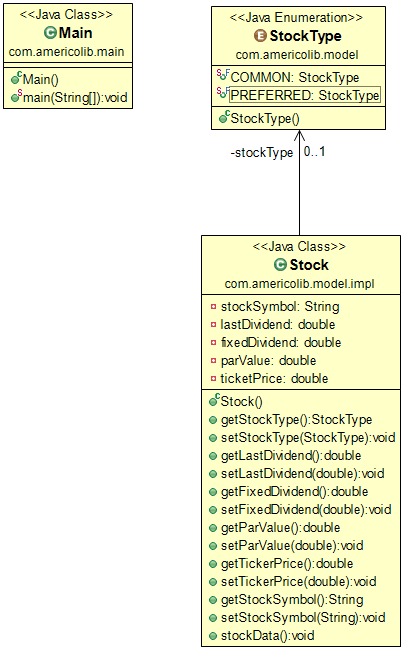 <<Java Class>>
Main
com.americolib.main
Main()
main(String[]):void
<<Java Enumeration>>
StockType
com.americolib.model
COMMON: StockType
PREFERRED: StockType
StockType()
-stockType 0..1
<<Java Class>>
Stock
com.americolib.model.impl
stockSymbol: String
lastDividend: double
fixedDividend: double
parValue: double
ticketPrice: double
Stock()
getStockType():StockType
setStockType(StockType):void
getLastDividend():double
setLastDividend(double):void
getFixedDividend():double
setFixedDividend(double):void
getParValue():double
setParValue(double):void
getTickerPrice():double
setTickerPrice(double):void
getStockSymbol():String
setStockSymbol(String):void
stockData():void